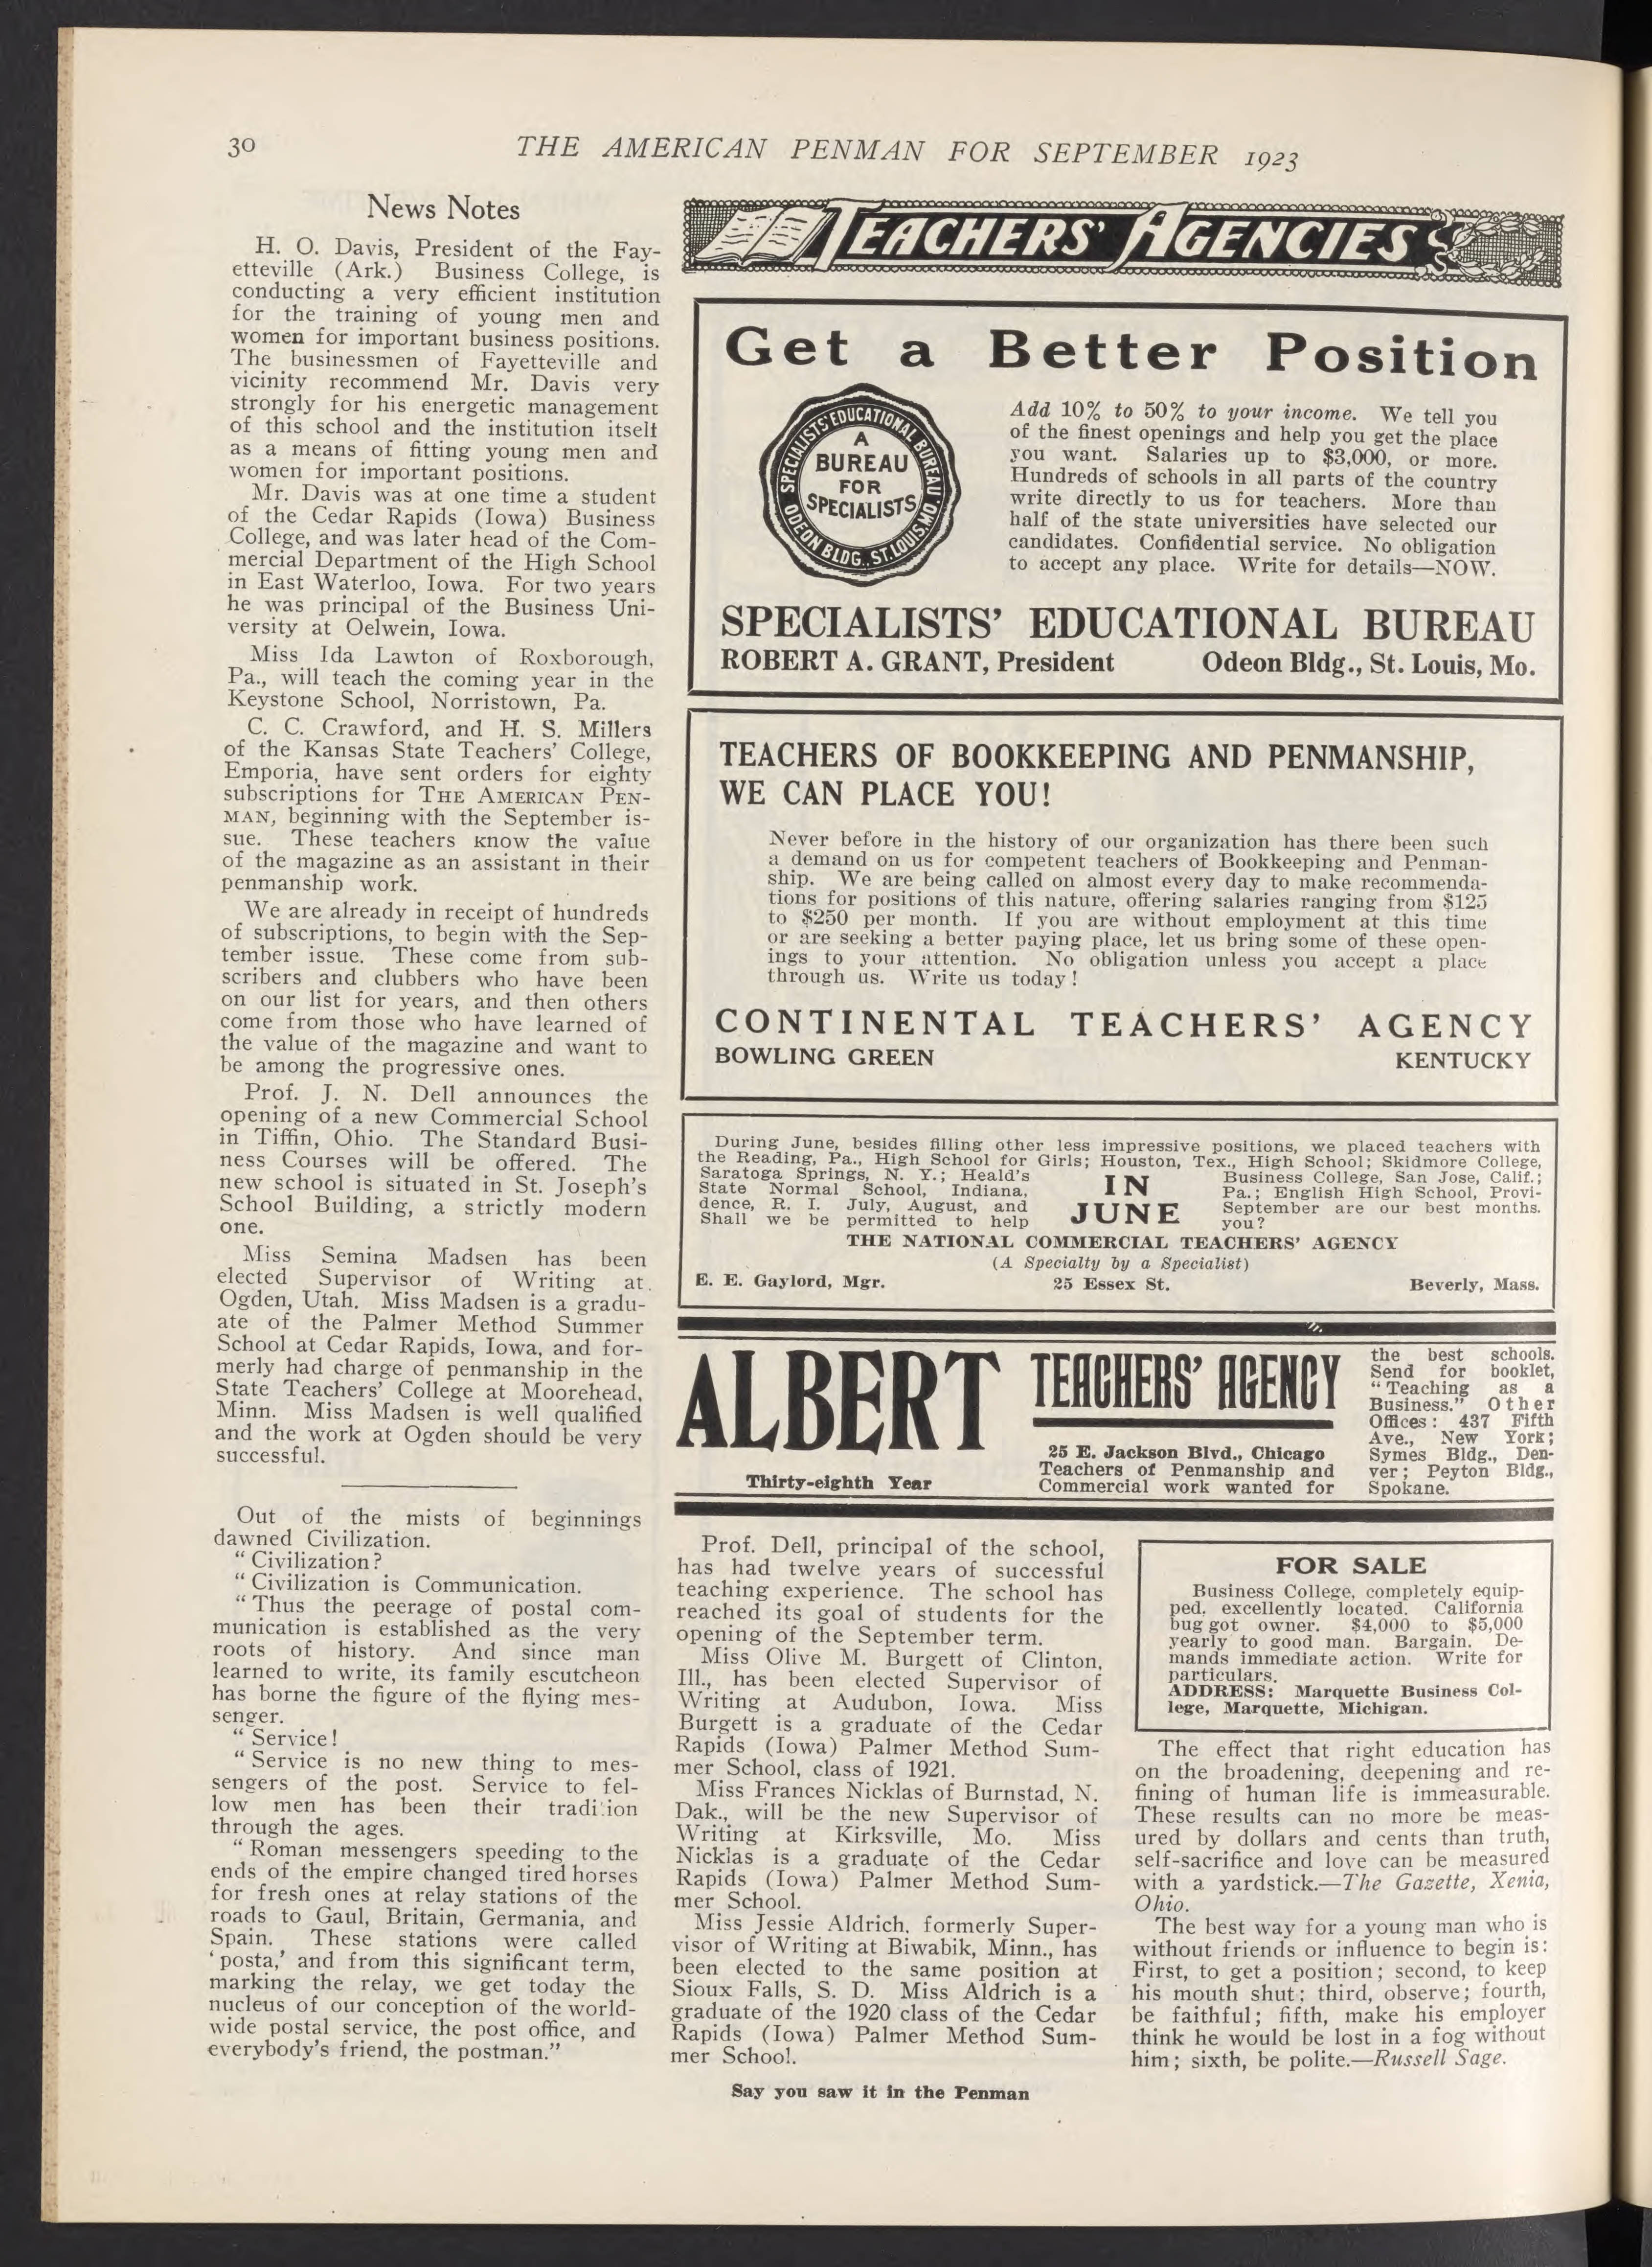 30
THE AMERICAN PENMAN FOR SEPTEMBER 1923
News Notes
H. O. Davis, President of the Fay-
etteville (Ark.) Business College, is
conducting a very efficient institution
for the training of young men and
women for important business positions.
The businessmen of Fayetteville and
vicinity recommend Mr. Davis very
strongly for his energetic management
of this school and the institution itself
as a means of fitting young men and
women for important positions.
Mr. Davis was at one time a student
of the Cedar Rapids (Iowa) Business
College, and was later head of the Com-
mercial Department of the High School
in East Waterloo, Iowa. For two years
he was principal of the Business Uni-
versity at Oelwein, Iowa.
Miss Ida Lawton of Roxborough,
Pa., will teach the coming year in the
Keystone School, Norristown, Pa.
C. C. Crawford, and H. S. Millers
of the Kansas State Teachers' College,
Emporia, have sent orders for eighty
subscriptions for THE AMERICAN PEN-
MAN, beginning with the September is-
sue. These teachers know the value
of the magazine as an assistant in their
penmanship work.
We are already in receipt of hundreds
of subscriptions, to begin with the Sep-
tember issue. These come from sub-
scribers and clubbers who have been
on our list for years, and then others
come from those who have learned of
the value of the magazine and want to
be among the progressive ones.
Prof. J. N. Dell announces the
opening of a new Commercial School
in Tiffin, Ohio. The Standard Busi-
ness Courses will be offered. The
new school is situated in St. Joseph's
School Building, a strictly modern
one.
Miss Semina Madsen has been
elected Supervisor of Writing at
Ogden, Utah. Miss Madsen is a gradu-
ate of the Palmer Method Summer
School at Cedar Rapids, Iowa, and for-
merly had charge of penmanship in the
State Teachers' College at Moorehead,
Minn. Miss Madsen is well qualified
and the work at Ogden should be very
successful.
Out of the mists of beginnings
dawned Civilization.
"Civilization?
"Civilization is Communication.
"Thus the peerage of postal com-
munication is established as the very
roots of history. And since man
learned to write, its family escutcheon
has borne the figure of the flying mes-
senger.
"Service!
"Service is no new thing to mes-
sengers of the post. Service to fel-
low men has been their tradition
through the ages.
"Roman messengers speeding to the
ends of the empire changed tired horses
for fresh ones at relay stations of the
roads to Gaul, Britain, Germania, and
Spain. These stations were called
'posta,' and from this significant term,
marking the relay, we get today the
nucleus of our conception of the world-
wide postal service, the post office, and
everybody's friend, the postman."
TEACHERS' AGENCIES
Get a Better Position
SPECIALISTS' EDUCATIONAL BUREAU
A
BUREAU
FOR
SPECIALISTS
ODEON BLDG., ST. LOUIS, MO.
Add 10% to 50% to your income. We tell you
of the finest openings and help you get the place
you want. Salaries up to $3,000, or more.
Hundreds of schools in all parts of the country
write directly to us for teachers. More than
half of the state universities have selected our
candidates. Confidential service. No obligation
to accept any place. Write for details—NOW.
SPECIALISTS' EDUCATIONAL BUREAU
ROBERT A. GRANT, President Odeon Bldg., St. Louis, Mo.
TEACHERS OF BOOKKEEPING AND PENMANSHIP,
WE CAN PLACE YOU!
Never before in the history of our organization has there been such
a demand on us for competent teachers of Bookkeeping and Penman-
ship. We are being called on almost every day to make recommenda-
tions for positions of this nature, offering salaries ranging from $125
to $250 per month. If you are without employment at this time
or are seeking a better paying place, let us bring some of these open-
ings to your attention. No obligation unless you accept a place
through us. Write us today!
CONTINENTAL TEACHERS' AGENCY
BOWLING GREEN KENTUCKY
During June, besides filling other less impressive positions, we placed teachers with
the Reading, Pa., High School for Girls; Houston, Tex., High School; Skidmore College,
Saratoga Springs, N. Y.; Heald's Business College, San Jose, Calif.;
State Normal School, Indiana, Pa.; English High School, Provi-
dence, R. I. July, August, and September are our best months.
Shall we be permitted to help you?
IN
JUNE
THE NATIONAL COMMERCIAL TEACHERS' AGENCY
(A Specialty by a Specialist)
E. E. Gaylord, Mgr. 25 Essex St. Beverly, Mass.
ALBERT
Thirty-eighth Year
TEACHERS' AGENCY
25 E. Jackson Blvd., Chicago
Teachers of Penmanship and
Commercial work wanted for
the best schools.
Send for booklet,
"Teaching as a
Business." Other
Offices: 437 Fifth
Ave., New York;
Symes Bldg., Den-
ver; Peyton Bldg.,
Spokane.
Prof. Dell, principal of the school,
has had twelve years of successful
teaching experience. The school has
reached its goal of students for the
opening of the September term.
Miss Olive M. Burgett of Clinton,
Ill., has been elected Supervisor of
Writing at Audubon, Iowa. Miss
Burgett is a graduate of the Cedar
Rapids (Iowa) Palmer Method Sum-
mer School, class of 1921.
Miss Frances Nicklas of Burnstad, N.
Dak., will be the new Supervisor of
Writing at Kirksville, Mo. Miss
Nicklas is a graduate of the Cedar
Rapids (Iowa) Palmer Method Sum-
mer School.
Miss Jessie Aldrich, formerly Super-
visor of Writing at Biwabik, Minn., has
been elected to the same position at
Sioux Falls, S. D. Miss Aldrich is a
graduate of the 1920 class of the Cedar
Rapids (Iowa) Palmer Method Sum-
mer School.
FOR SALE
Business College, completely equip-
ped, excellently located. California
bug got owner. $4,000 to $5,000
yearly to good man. Bargain. De-
mands immediate action. Write for
particulars.
ADDRESS: Marquette Business Col-
lege, Marquette, Michigan.
The effect that right education has
on the broadening, deepening and re-
fining of human life is immeasurable.
These results can no more be meas-
ured by dollars and cents than truth,
self-sacrifice and love can be measured
with a yardstick.—The Gazette, Xenia,
Ohio.
The best way for a young man who is
without friends or influence to begin is:
First, to get a position; second, to keep
his mouth shut; third, observe; fourth,
be faithful; fifth, make his employer
think he would be lost in a fog without
him; sixth, be polite.—Russell Sage.
Say you saw it in the Penman